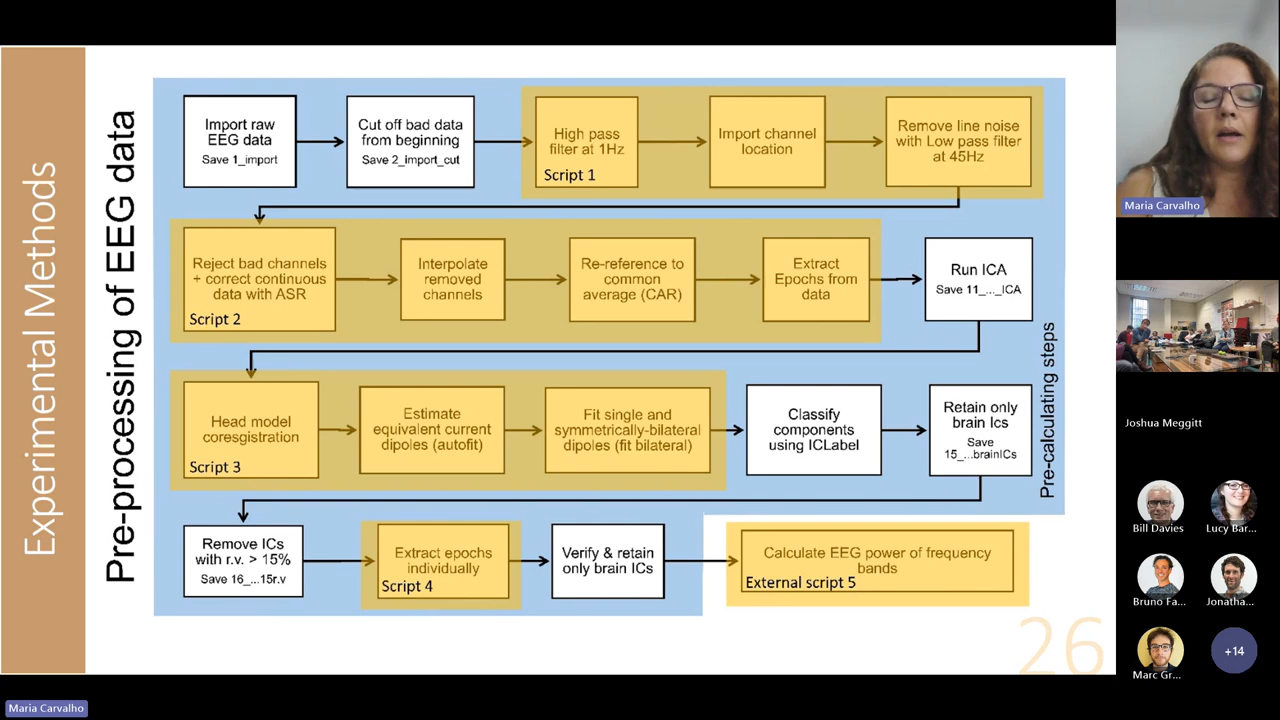 Experimental Methods
Pre-processing of EEG data
Import raw
EEG data
Save 1_import
Cut off bad data
from beginning
Save 2_import_cut
High pass
filter at 1Hz
Script 1
Import channel
location
Remove line noise
with Low pass filter
at 45Hz
Reject bad channels
+ correct continuous
data with ASR
Script 2
Interpolate
removed
channels
Re-reference to
common
average (CAR)
Extract
Epochs from
data
Run ICA
Save 11_..._ICA
Head model
coresgistration
Script 3
Estimate
equivalent current
dipoles (autofit)
Fit single and
symmetrically-bilateral
dipoles (fit bilateral)
Classify
components
using ICLabel
Retain only
brain Ics
Save
15_...brainICs
Pre-calculating steps
Remove ICs
with r.v. > 15%
Save 16_...15r.v
Extract epochs
individually
Script 4
Verify & retain
only brain ICs
Calculate EEG power of frequency
bands
External script 5
26
Maria Carvalho
Joshua Meggitt
Bill Davies
Lucy Bar...
Bruno Fa...
Jonatha...
Marc Gr...
+14
Maria Carvalho